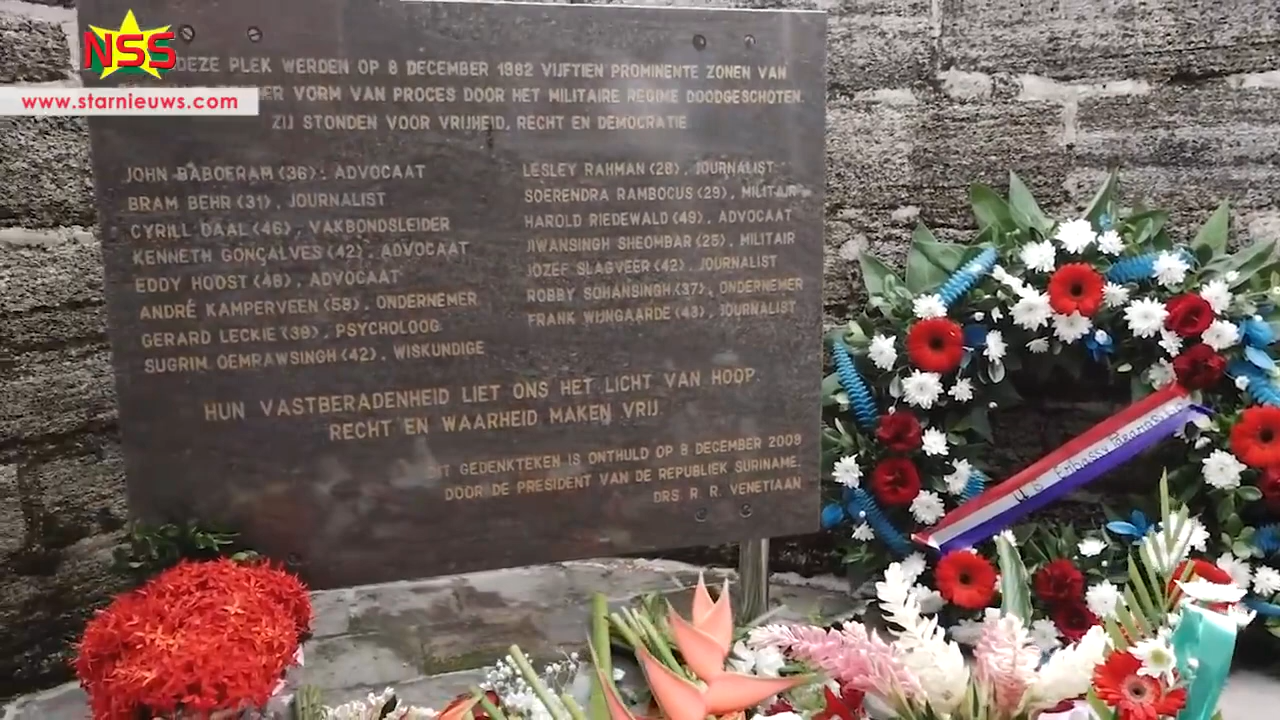 NSS
www.starnieuws.com
DEZE PLEK WERDEN OP 8 DECEMBER 1982 VIJFTIEN PROMINENTE ZONEN VAN
VORM VAN PROCES DOOR HET MILITAIRE REGIME DOODGESCHOTEN.
ZIJ STONDEN VOOR VRIJHEID, RECHT EN DEMOCRATIE
JOHN BABOERAM (36), ADVOCAAT
BRAM BEHR (31), JOURNALIST
CYRILL DAAL (46), VAKBONDSLEIDER
KENNETH GONÇALVES (42), ADVOCAAT
EDDY HOOST (48), ADVOCAAT
ANDRÉ KAMPERVEEN (58), ONDERNEMER
GERARD LECKIE (39), PSYCHOLOOG
SUGRIM OEMRAWSINGH (42), WISKUNDIGE
LESLEY RAHMAN (28), JOURNALIST
SOERENDRA RAMBOCUS (29), MILITAIR
HAROLD RIEDEWALD (49), ADVOCAAT
JIWANSINGH SHEOMBAR (25), MILITAIR
JOZEF SLAGVEER (42), JOURNALIST
ROBBY SOHANSINGH (37), ONDERNEMER
FRANK WIJNGAARDE (43), JOURNALIST
HUN VASTBERADENHEID LIET ONS HET LICHT VAN HOOP.
RECHT EN WAARHEID MAKEN VRIJ.
DIT GEDENKTEKEN IS ONTHULD OP 8 DECEMBER 2009
DOOR DE PRESIDENT VAN DE REPUBLIEK SURINAME,
DRS. R. R. VENETIAAN
U.S. Embassy Paramaribo